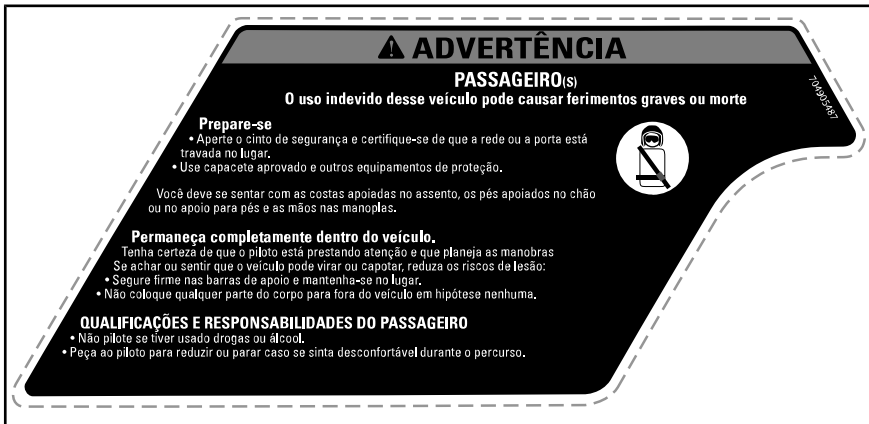 ADVERTÊNCIA
PASSAGEIRO(S)
O uso indevido desse veículo pode causar ferimentos graves ou morte
704905487
Prepare-se
• Aperte o cinto de segurança e certifique-se de que a rede ou a porta está
travada no lugar.
• Use capacete aprovado e outros equipamentos de proteção.
Você deve se sentar com as costas apoiadas no assento, os pés apoiados no chão
ou no apoio para pés e as mãos nas manoplas.
Permaneça completamente dentro do veículo.
Tenha certeza de que o piloto está prestando atenção e que planeja as manobras
Se achar ou sentir que o veículo pode virar ou capotar, reduza os riscos de lesão:
• Segure firme nas barras de apoio e mantenha-se no lugar.
• Não coloque qualquer parte do corpo para fora do veículo em hipótese nenhuma.
QUALIFICAÇÕES E RESPONSABILIDADES DO PASSAGEIRO
• Não pilote se tiver usado drogas ou álcool.
• Peça ao piloto para reduzir ou parar caso se sinta desconfortável durante o percurso.